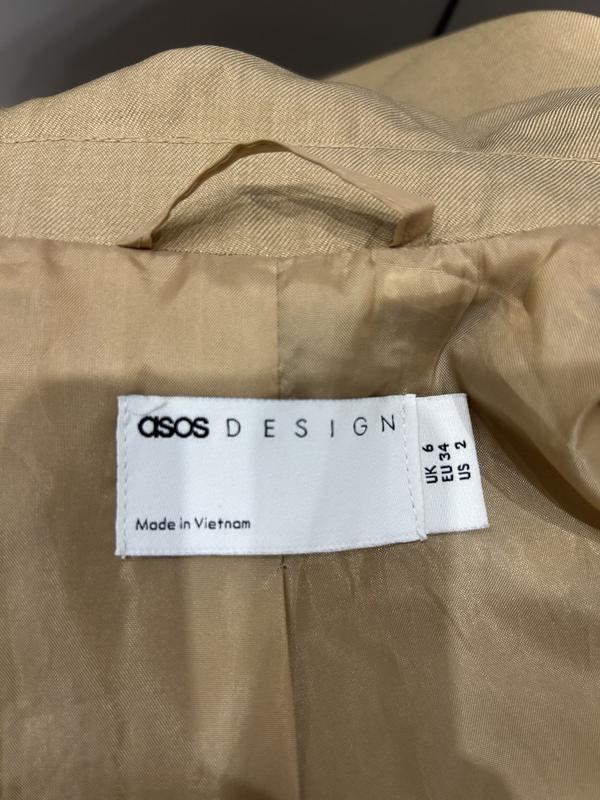 asos DESIGN
Made in Vietnam
UK 6
EU 34
US 2